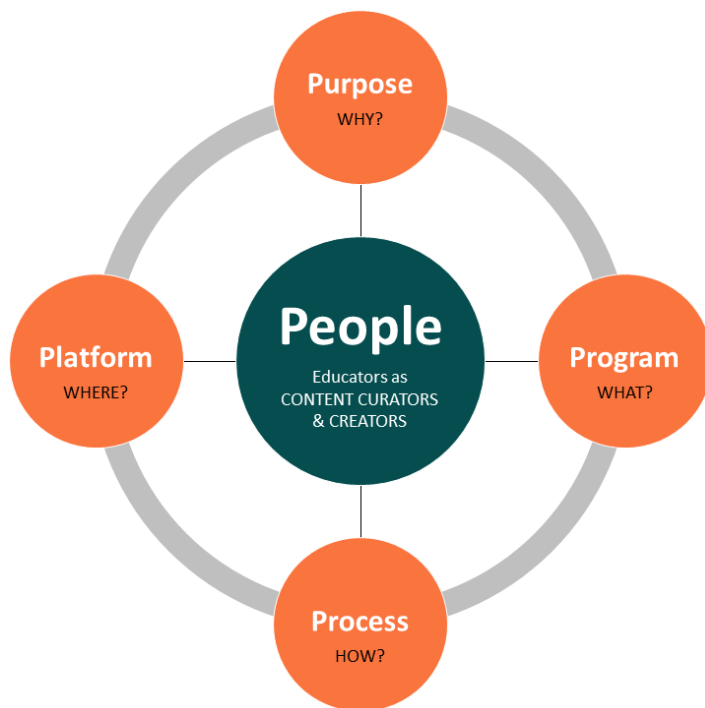 Purpose
WHY?
People
Educators as
CONTENT CURATORS
& CREATORS
Platform
WHERE?
Program
WHAT?
Process
HOW?